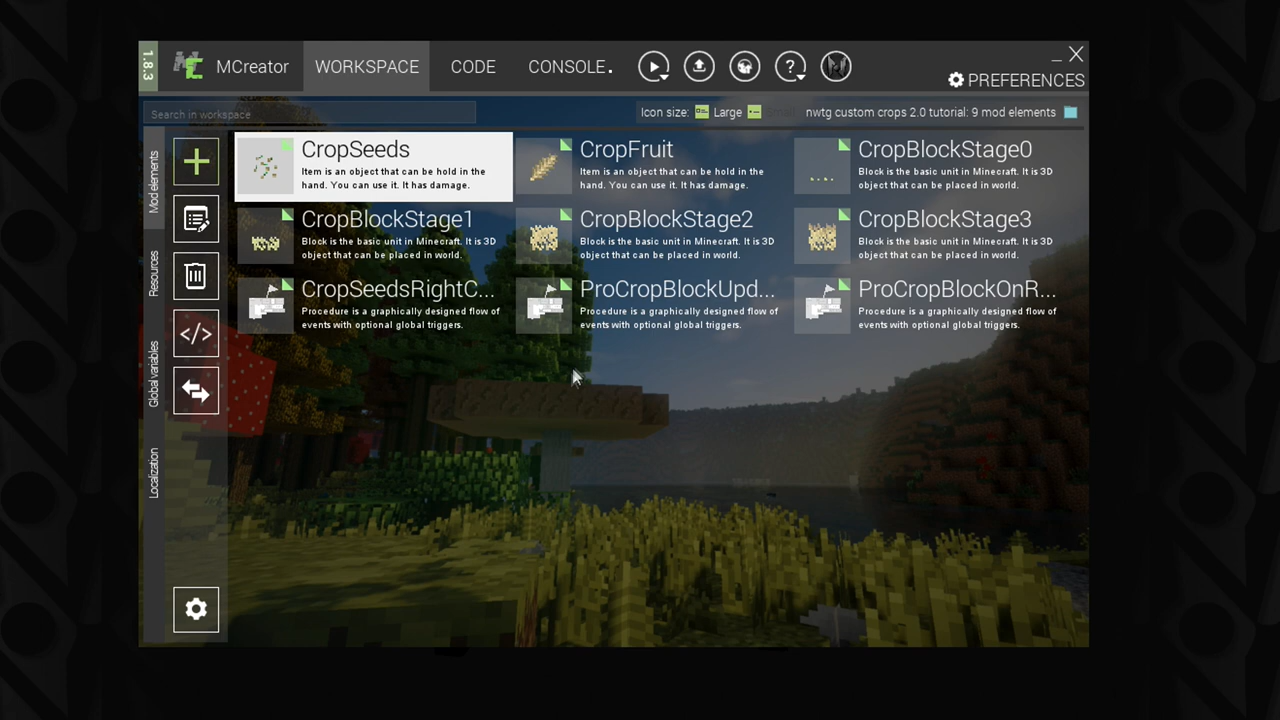 1.8.3
MCreator
WORKSPACE
CODE
CONSOLE.
?
PREFERENCES
Search in workspace
Icon size: Large
nwtg custom crops 2.0 tutorial: 9 mod elements
Mod elements
Resources
Global variables
Localization
CropSeeds
Item is an object that can be hold in the
hand. You can use it. It has damage.
CropFruit
Item is an object that can be hold in the
hand. You can use it. It has damage.
CropBlockStage0
Block is the basic unit in Minecraft. It is 3D
object that can be placed in world.
CropBlockStage1
Block is the basic unit in Minecraft. It is 3D
object that can be placed in world.
CropBlockStage2
Block is the basic unit in Minecraft. It is 3D
object that can be placed in world.
CropBlockStage3
Block is the basic unit in Minecraft. It is 3D
object that can be placed in world.
CropSeedsRightC...
Procedure is a graphically designed flow of
events with optional global triggers.
ProCropBlockUpd...
Procedure is a graphically designed flow of
events with optional global triggers.
ProCropBlockOnR...
Procedure is a graphically designed flow of
events with optional global triggers.